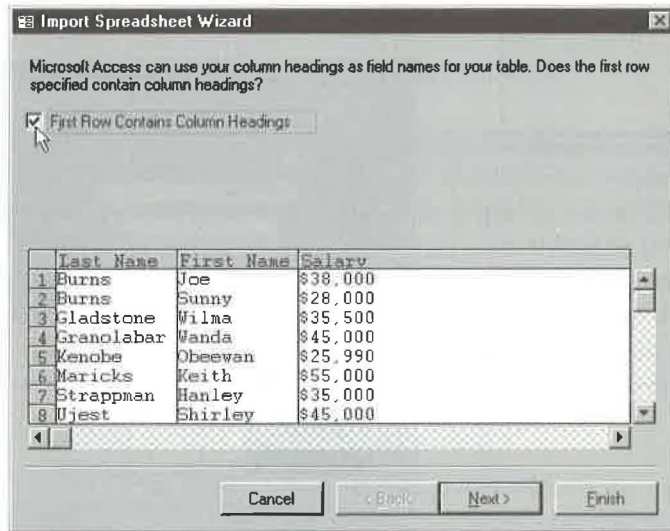 Import Spreadsheet Wizard
Microsoft Access can use your column headings as field names for your table. Does the first row
specified contain column headings?
First Row Contains Column Headings
Last Name First Name Salary
1 Burns Joe $38,000
2 Burns Sunny $28,000
3 Gladstone Wilma $35,500
4 Granolabar Wanda $45,000
5 Kenobe Obeewan $25,990
6 Maricks Keith $55,000
7 Strappman Hanley $35,000
8 Ujest Shirley $45,000
Cancel < Back Next > Finish